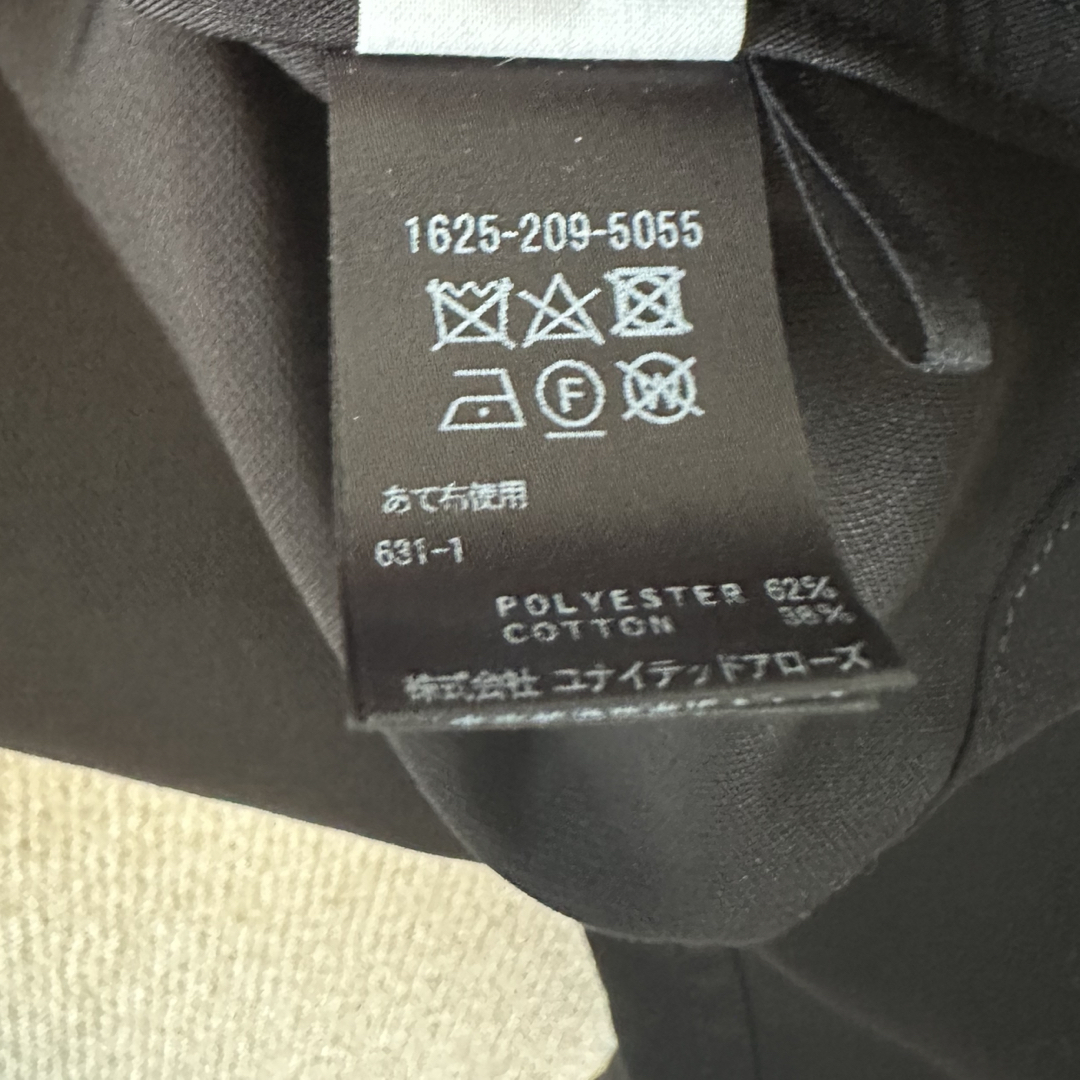 1625-209-5055
F
W
あて布使用
631-1
POLYESTER 62%
COTTON 38%
株式会社 ユナイテッドアローズ